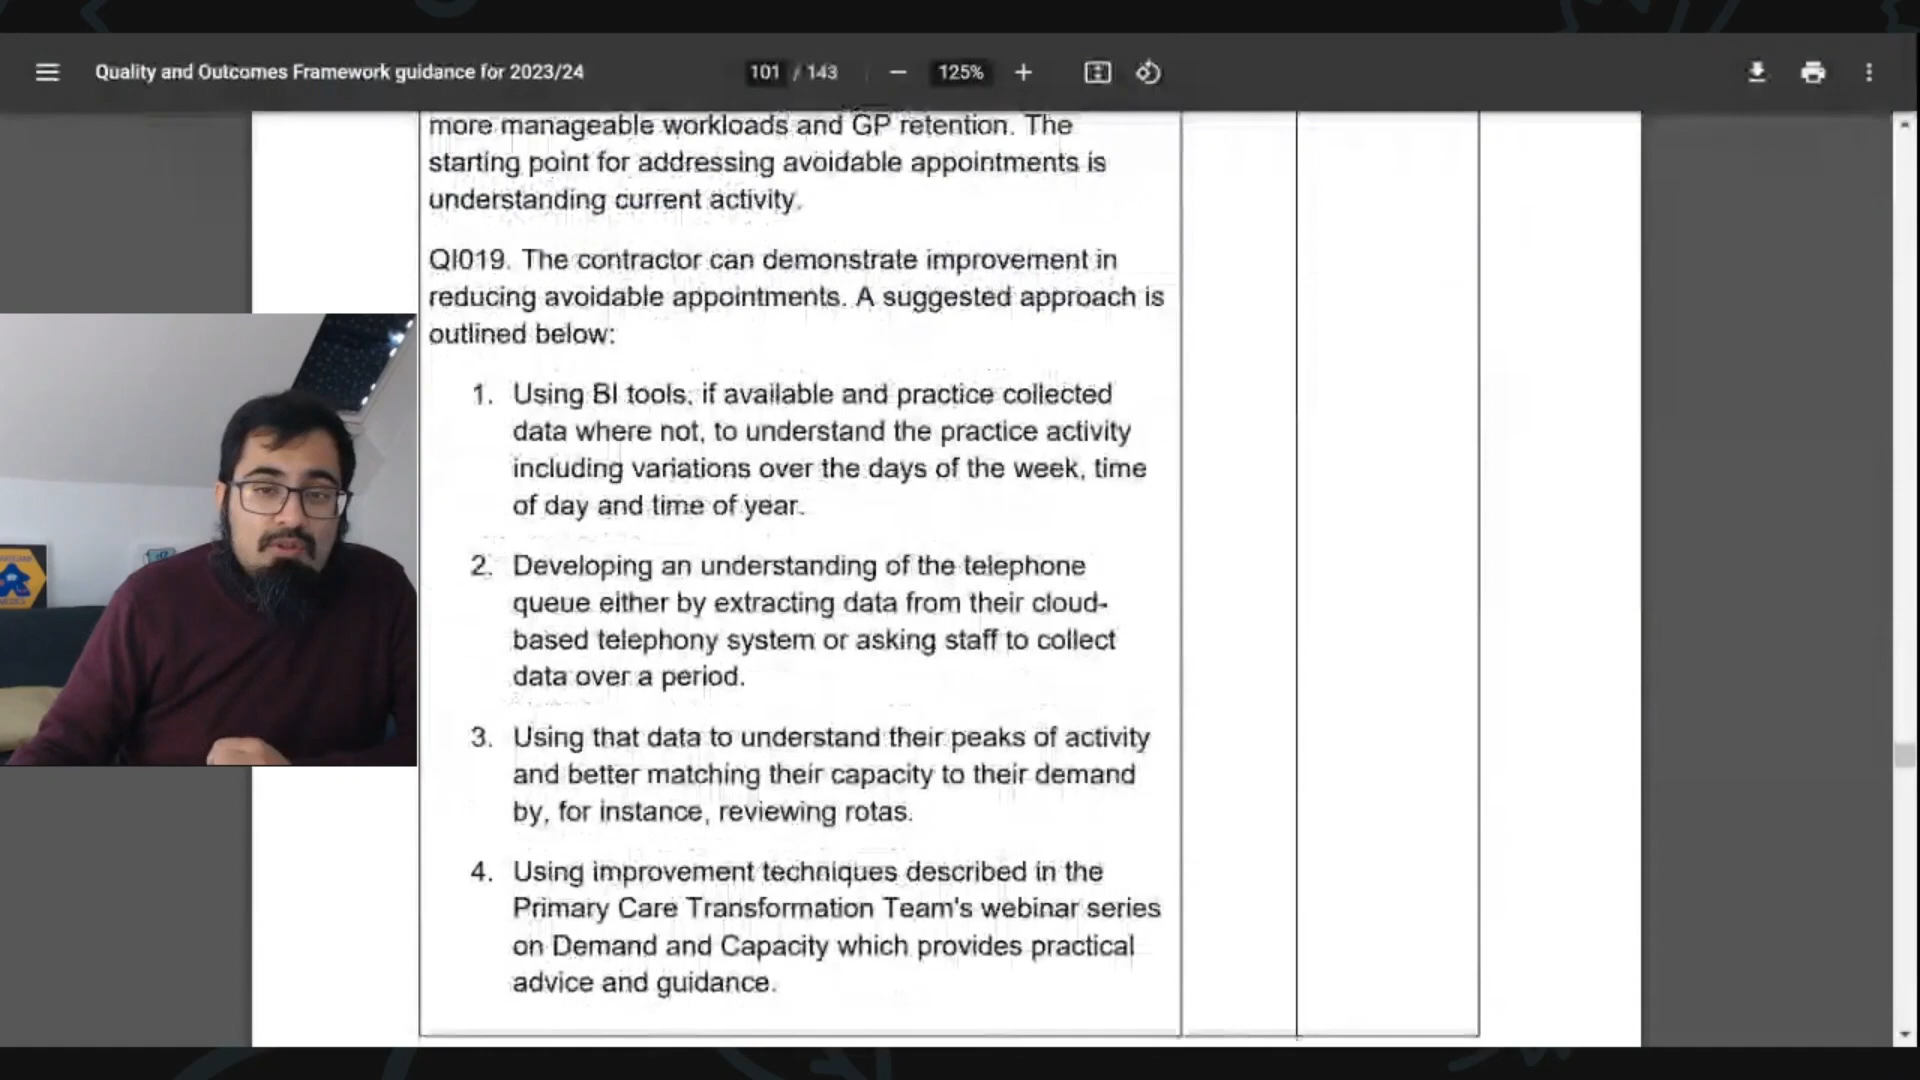 Quality and Outcomes Framework guidance for 2023/24
101 / 143
125%
more manageable workloads and GP retention. The
starting point for addressing avoidable appointments is
understanding current activity.
QI019. The contractor can demonstrate improvement in
reducing avoidable appointments. A suggested approach is
outlined below:
1. Using BI tools, if available and practice collected
data where not, to understand the practice activity
including variations over the days of the week, time
of day and time of year.
2. Developing an understanding of the telephone
queue either by extracting data from their cloud-
based telephony system or asking staff to collect
data over a period.
3. Using that data to understand their peaks of activity
and better matching their capacity to their demand
by, for instance, reviewing rotas.
4. Using improvement techniques described in the
Primary Care Transformation Team's webinar series
on Demand and Capacity which provides practical
advice and guidance.